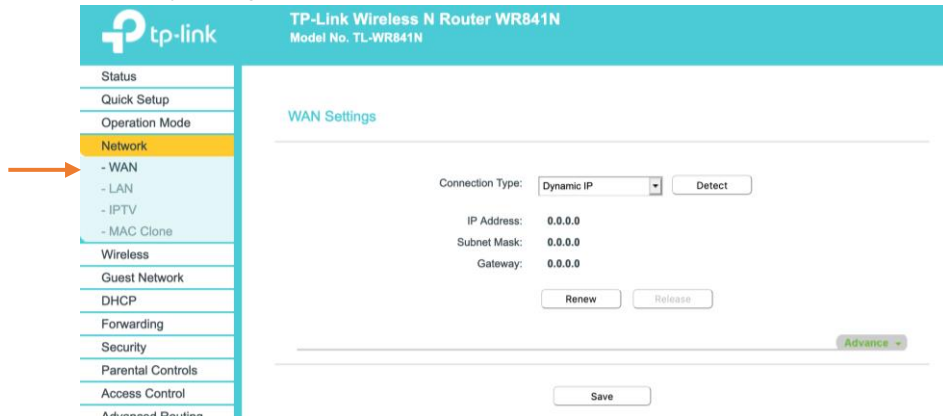 tp-link
TP-Link Wireless N Router WR841N
Model No. TL-WR841N
Status
Quick Setup
Operation Mode
Network
- WAN
- LAN
- IPTV
- MAC Clone
Wireless
Guest Network
DHCP
Forwarding
Security
Parental Controls
Access Control
Advanced Routing
WAN Settings
Connection Type: Dynamic IP Detect
IP Address: 0.0.0.0
Subnet Mask: 0.0.0.0
Gateway: 0.0.0.0
Renew Release
Advance
Save